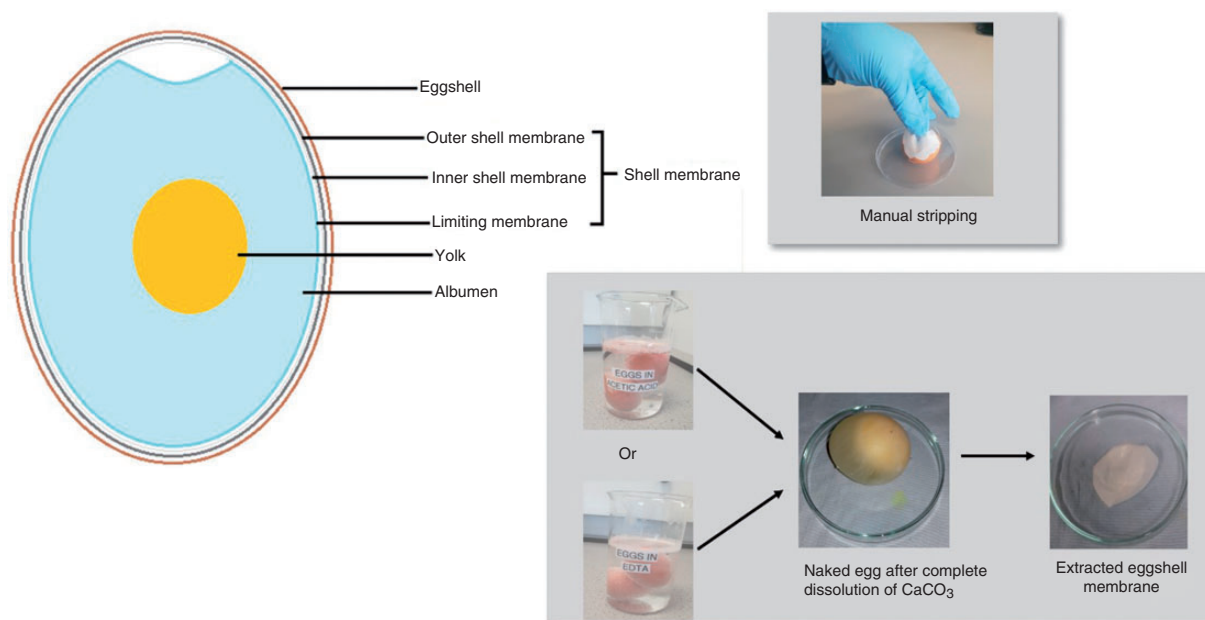 Eggshell
Outer shell membrane
Inner shell membrane
Shell membrane
Limiting membrane
Yolk
Albumen
Manual stripping
EGGS IN
ACETIC ACID
Or
EGGS IN
EDTA
Naked egg after complete
dissolution of CaCO₃
Extracted eggshell
membrane